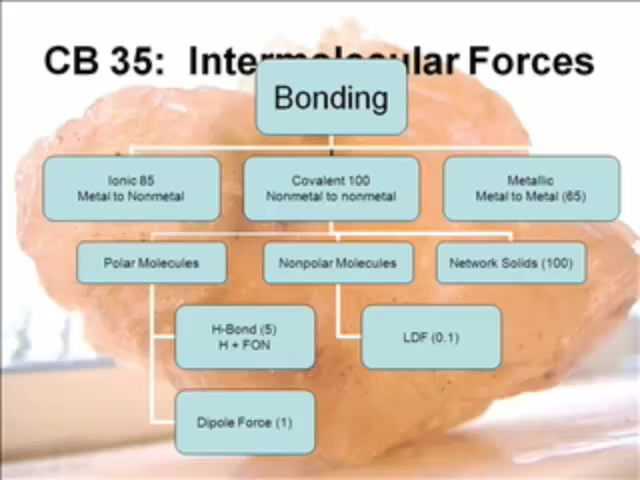 CB 35: Intermolecular Forces
Bonding
Ionic 85
Metal to Nonmetal
Covalent 100
Nonmetal to nonmetal
Metallic
Metal to Metal (65)
Polar Molecules
Nonpolar Molecules
Network Solids (100)
H-Bond (5)
H + FON
LDF (0.1)
Dipole Force (1)